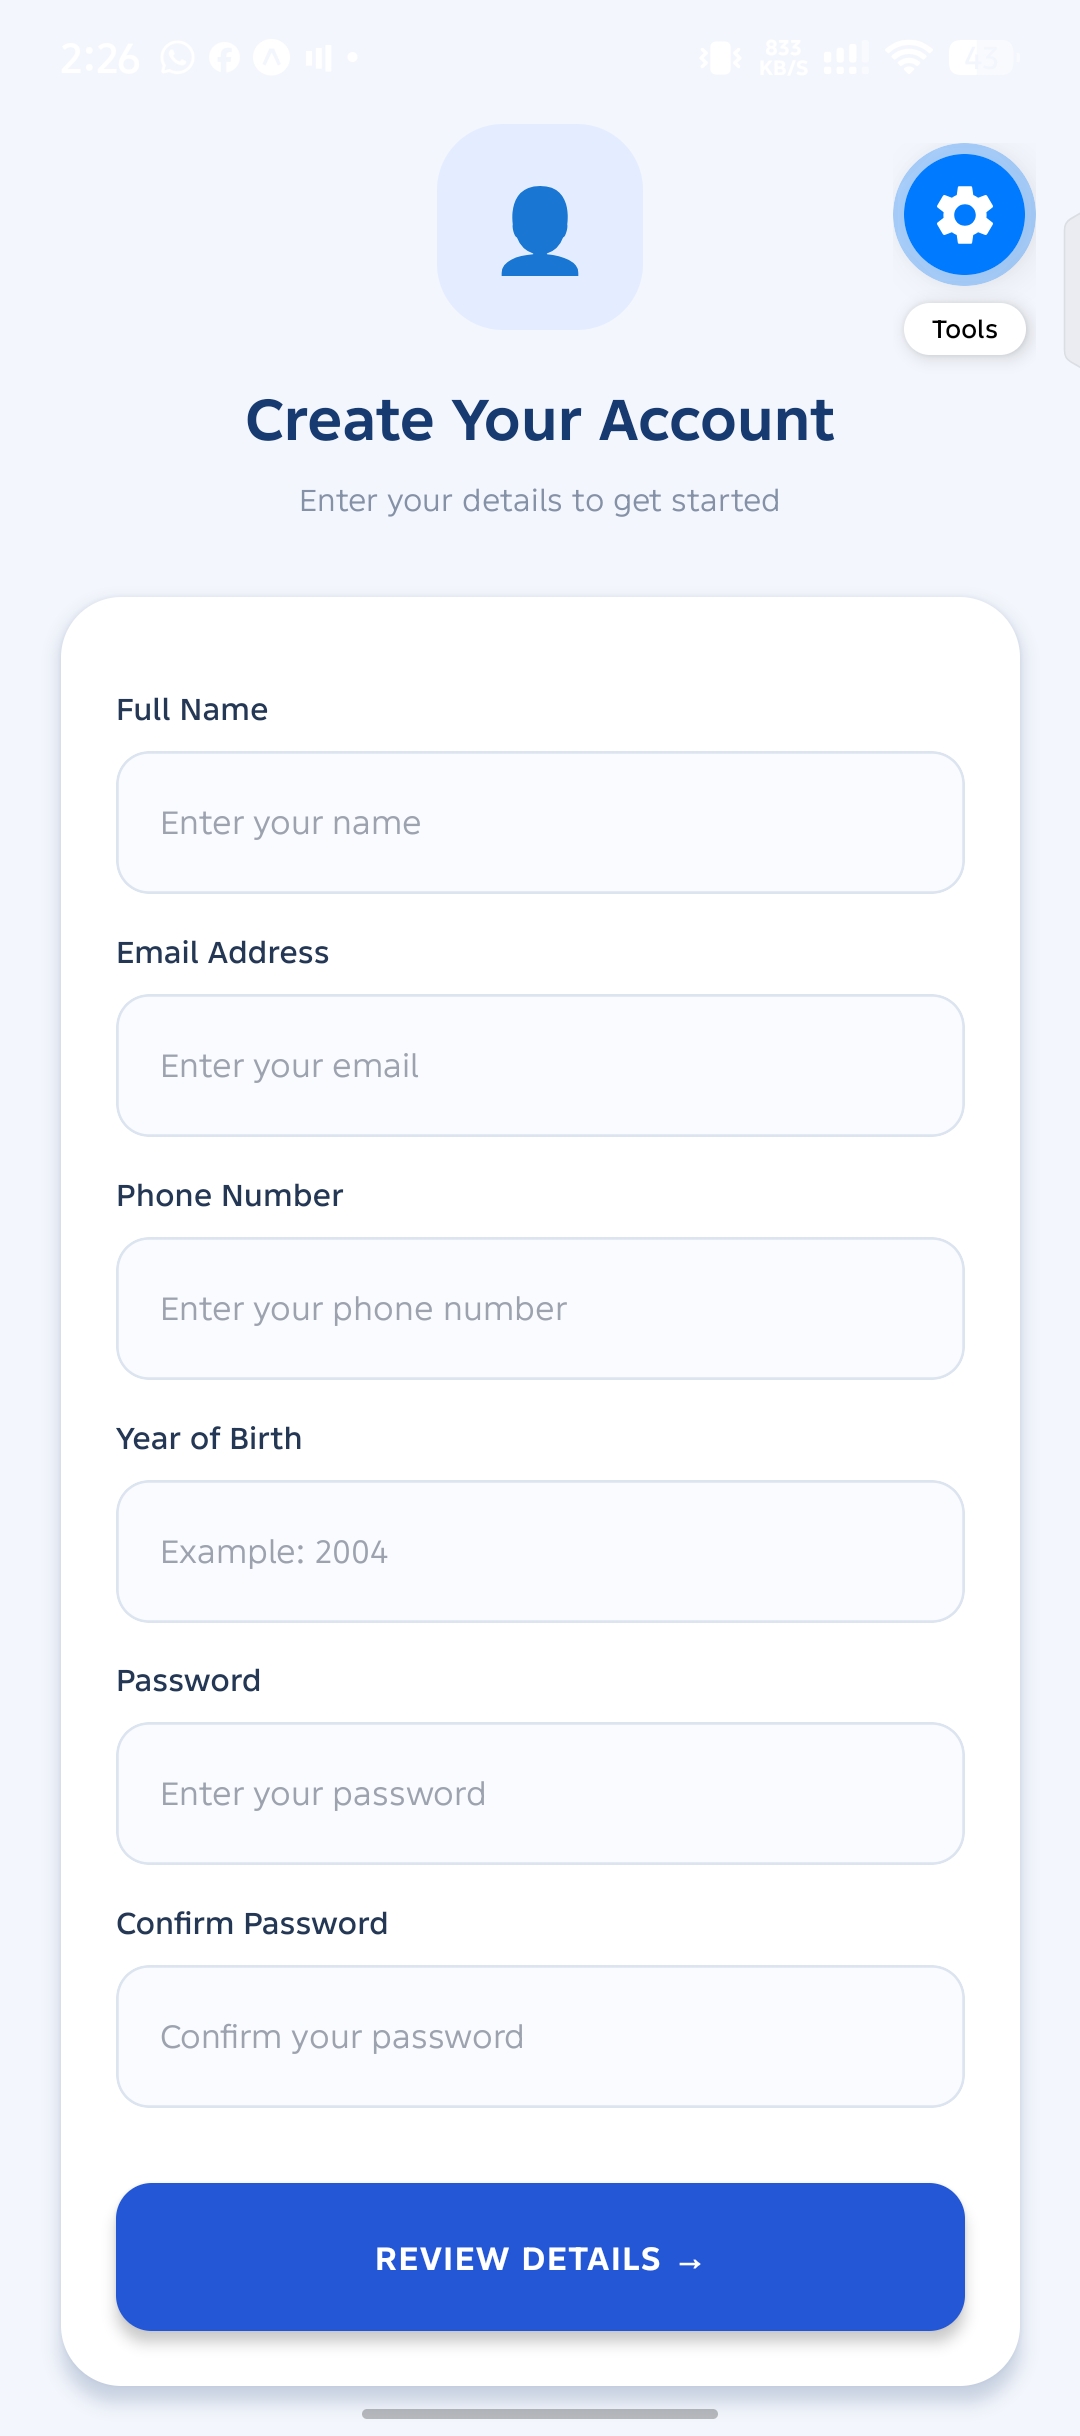 2:26
833
KB/S
43
Tools
Create Your Account
Enter your details to get started
Full Name
Enter your name
Email Address
Enter your email
Phone Number
Enter your phone number
Year of Birth
Example: 2004
Password
Enter your password
Confirm Password
Confirm your password
REVIEW DETAILS →